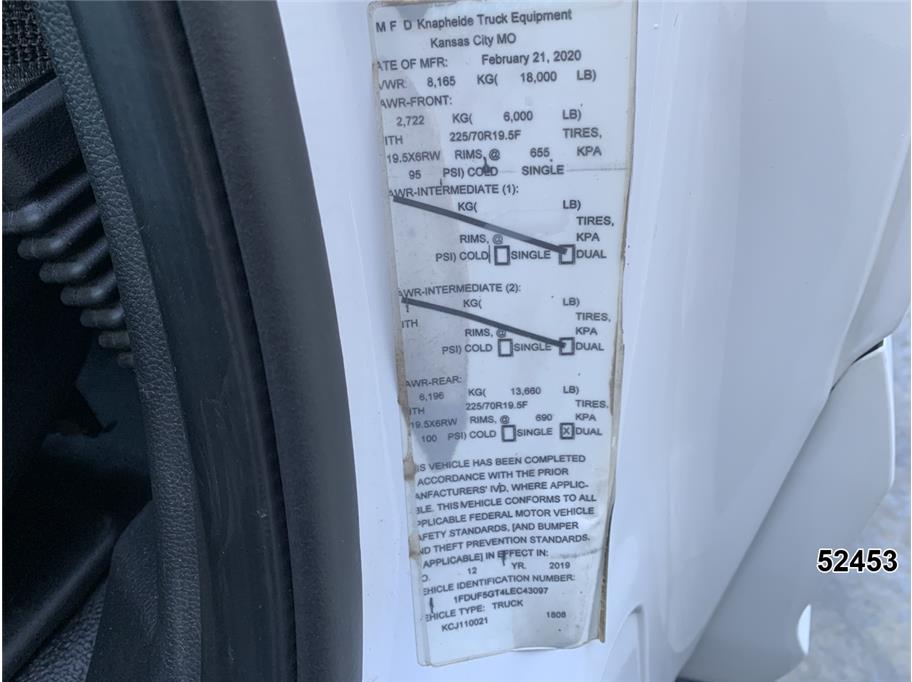 M F D Knapheide Truck Equipment
Kansas City MO
ATE OF MFR: February 21, 2020
VWR: 8,165 KG( 18,000 LB)
AWR-FRONT:
2,722 KG( 6,000 LB)
ITH 225/70R19.5F TIRES,
19.5X6RW RIMS, @ 655 KPA
95 PSI) COLD SINGLE
AWR-INTERMEDIATE (1):
KG( LB)
TIRES,
RIMS, @ KPA
PSI) COLD SINGLE DUAL
AWR-INTERMEDIATE (2):
KG( LB)
ITH TIRES,
RIMS, @ KPA
PSI) COLD SINGLE DUAL
AWR-REAR:
6,196 KG( 13,660 LB)
ITH 225/70R19.5F TIRES,
19.5X6RW RIMS, @ 690 KPA
100 PSI) COLD SINGLE X DUAL
IS VEHICLE HAS BEEN COMPLETED
ACCORDANCE WITH THE PRIOR
ANFACTURERS' IVD, WHERE APPLIC-
BLE. THIS VEHICLE CONFORMS TO ALL
PPLICABLE FEDERAL MOTOR VEHICLE
AFETY STANDARDS, [AND BUMPER
ND THEFT PREVENTION STANDARDS,
APPLICABLE] IN EFFECT IN:
O. 12 YR. 2019
EHICLE IDENTIFICATION NUMBER:
1FDUF5GT4LEC43097
EHICLE TYPE: TRUCK
KCJ110021 1808
52453